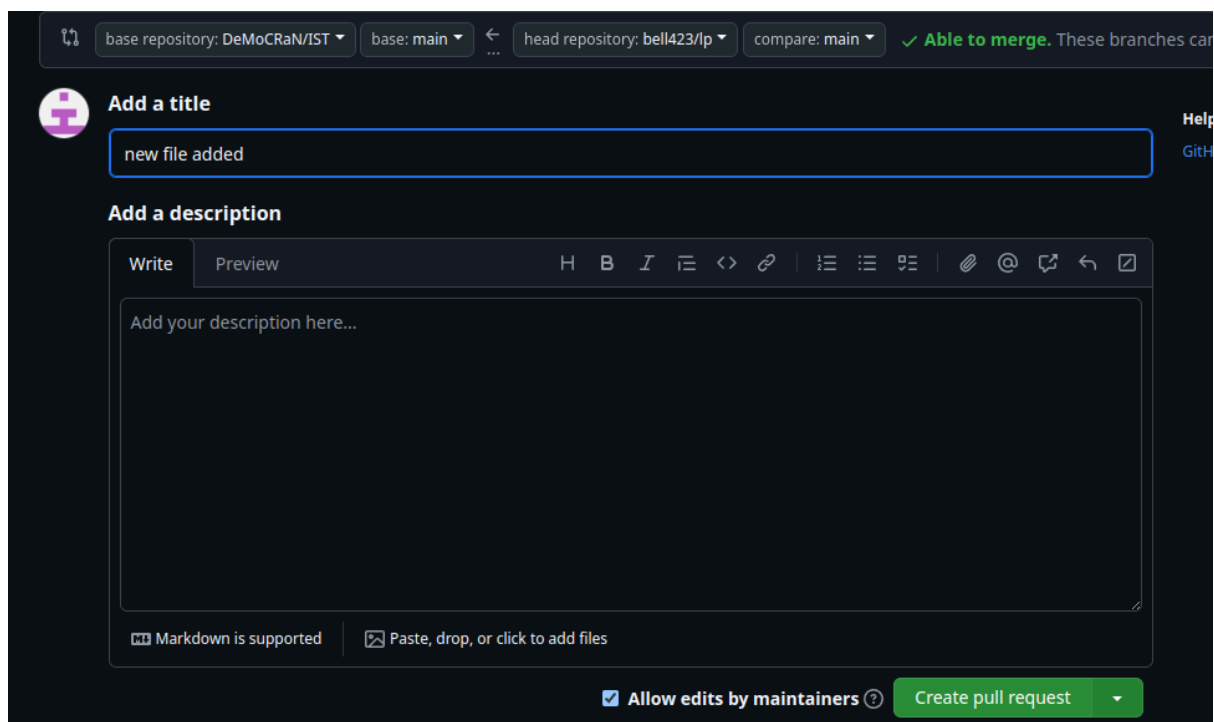 base repository: DeMoCRaN/IST base: main head repository: bell423/lp compare: main Able to merge. These branches can
Add a title
Help
new file added
GitH
Add a description
Write Preview H B I
Add your description here...
Markdown is supported Paste, drop, or click to add files
Allow edits by maintainers Create pull request